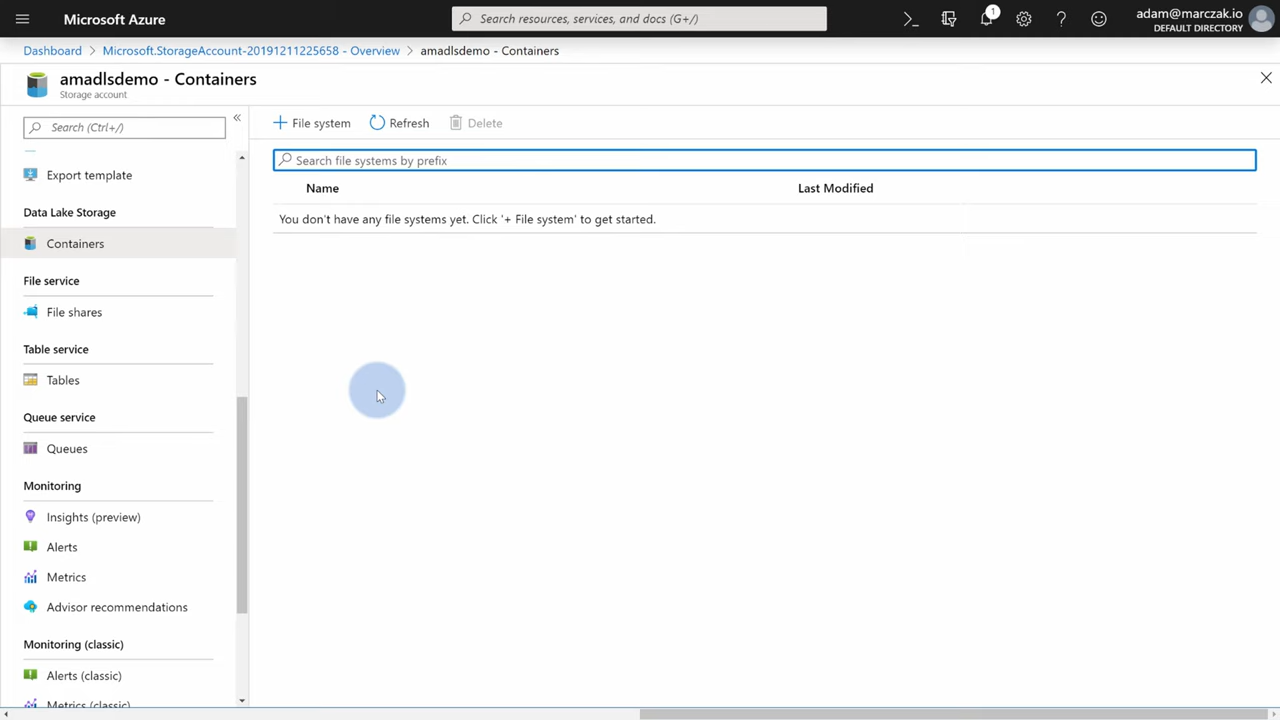 Microsoft Azure
Search resources, services, and docs (G+/)
1
adam@marczak.io
DEFAULT DIRECTORY
Dashboard > Microsoft.StorageAccount-20191211225658 - Overview > amadlsdemo - Containers
amadlsdemo - Containers
Storage account
Search (Ctrl+/)
«
Export template
Data Lake Storage
Containers
File service
File shares
Table service
Tables
Queue service
Queues
Monitoring
Insights (preview)
Alerts
Metrics
Advisor recommendations
Monitoring (classic)
Alerts (classic)
Metrics (classic)
+ File system
Refresh
Delete
Search file systems by prefix
Name Last Modified
You don't have any file systems yet. Click '+ File system' to get started.